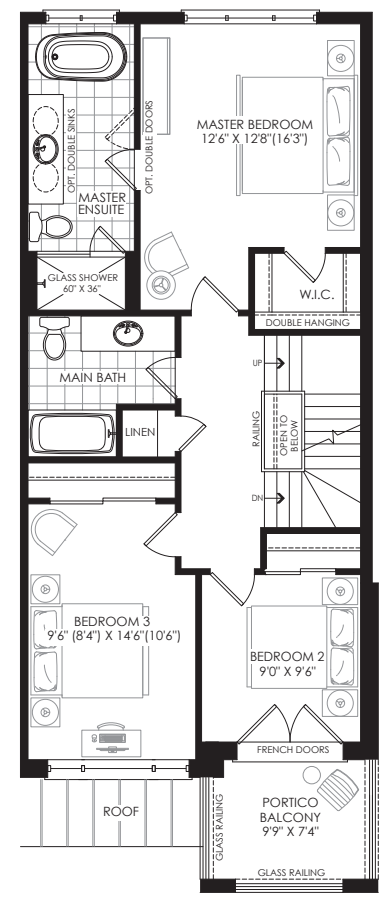 OPT. DOUBLE SINKS
OPT. DOUBLE DOORS
MASTER BEDROOM
12'6" X 12'8"(16'3")
MASTER
ENSUITE
GLASS SHOWER
60" X 36"
W.I.C.
DOUBLE HANGING
MAIN BATH
UP
LINEN
RAILING
OPEN TO
BELOW
DN
BEDROOM 3
9'6" (8'4") X 14'6"(10'6")
BEDROOM 2
9'0" X 9'6"
FRENCH DOORS
ROOF
GLASS RAILING
PORTICO
BALCONY
9'9" X 7'4"
GLASS RAILING